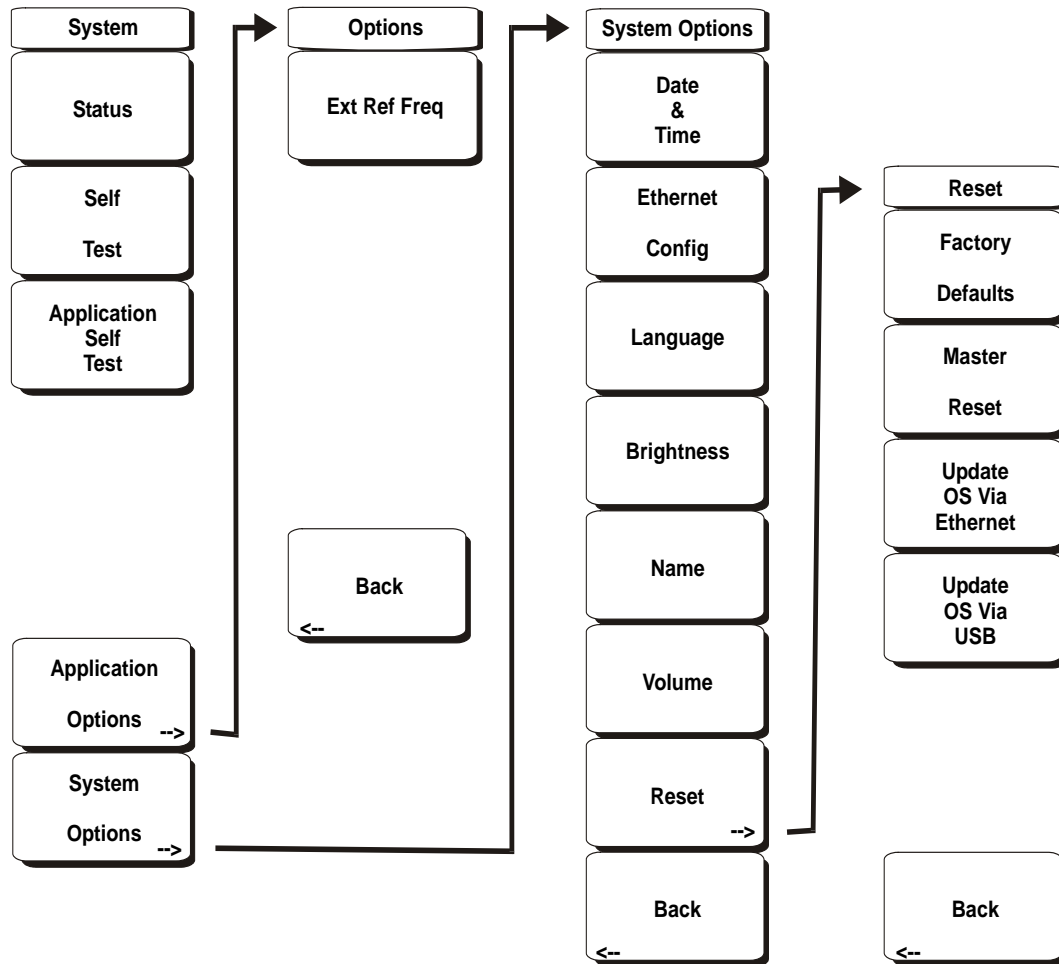 System
Status
Self
Test
Application
Self
Test
Application
Options
-->
System
Options
-->
Options
Ext Ref Freq
Back
<--
System Options
Date
&
Time
Ethernet
Config
Language
Brightness
Name
Volume
Reset
-->
Back
<--
Reset
Factory
Defaults
Master
Reset
Update
OS Via
Ethernet
Update
OS Via
USB
Back
<--